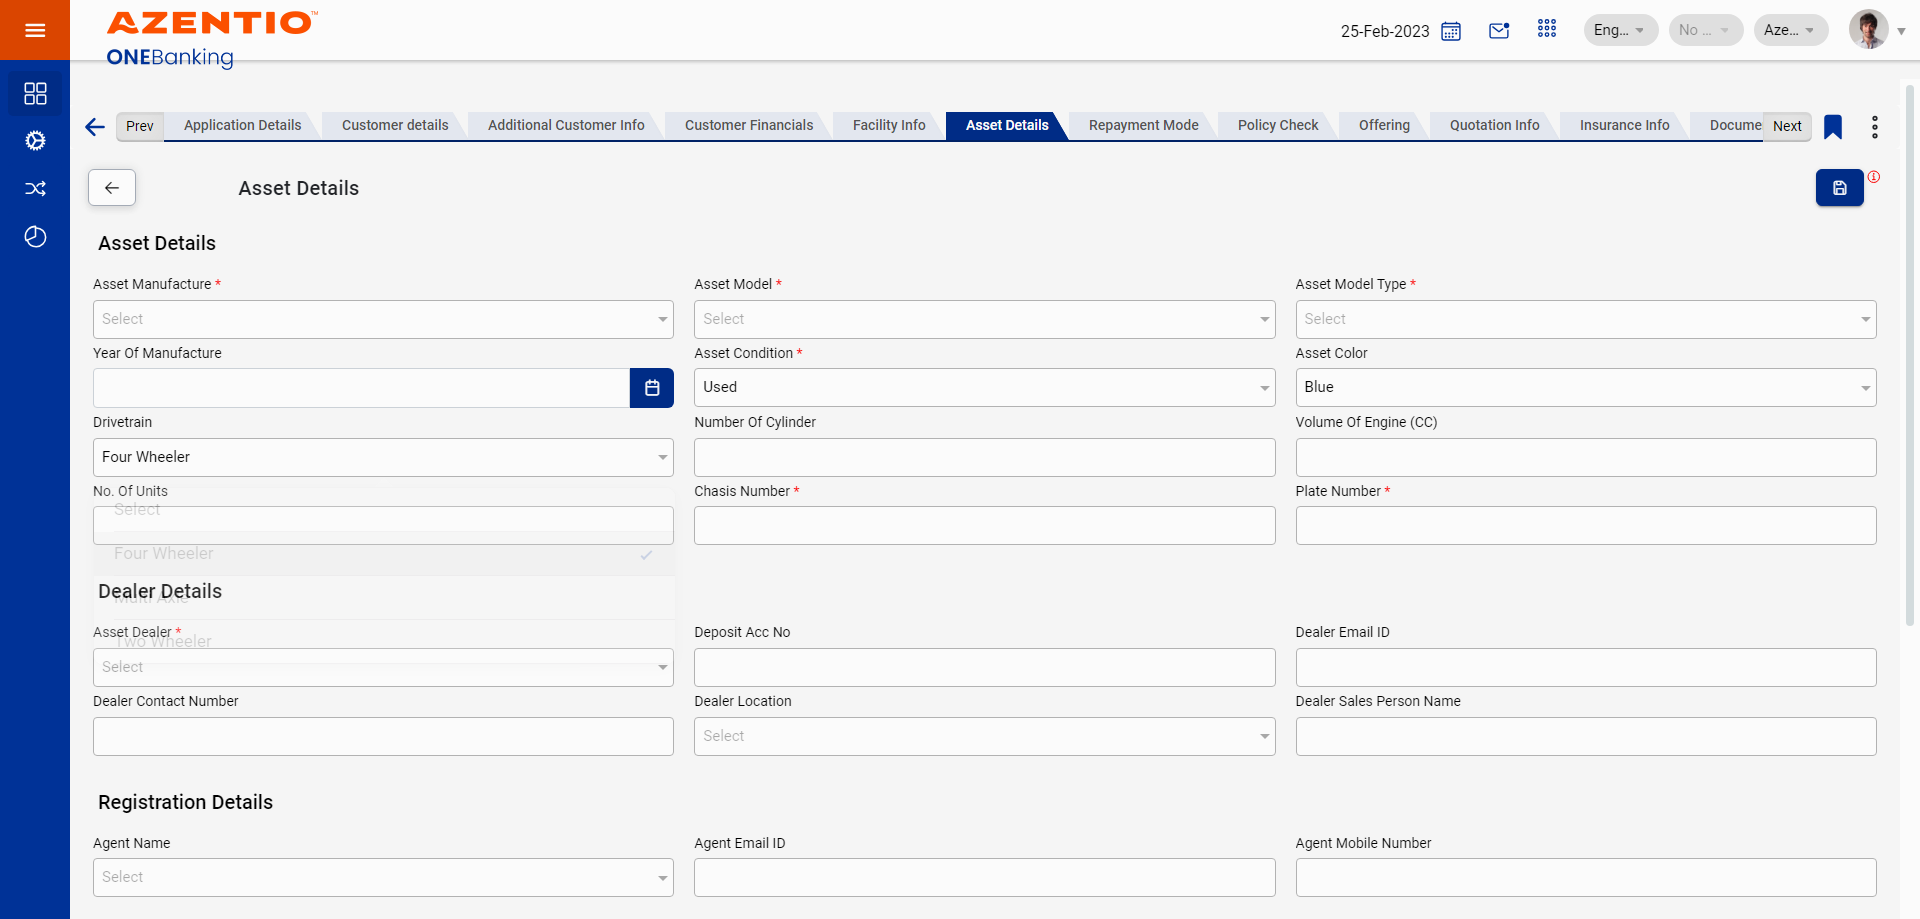 AZENTIO™
ONEBanking
25-Feb-2023
Eng...
No ...
Aze...
Prev
Application Details
Customer details
Additional Customer Info
Customer Financials
Facility Info
Asset Details
Repayment Mode
Policy Check
Offering
Quotation Info
Insurance Info
Docume
Next
Asset Details
Asset Details
Asset Manufacture *
Asset Model *
Asset Model Type *
Select
Select
Select
Year Of Manufacture
Asset Condition *
Asset Color
Used
Blue
Drivetrain
Number Of Cylinder
Volume Of Engine (CC)
Four Wheeler
No. Of Units
Chasis Number *
Plate Number *
Select
Four Wheeler
Dealer Details
Multi Axle
Asset Dealer *
Deposit Acc No
Dealer Email ID
Two Wheeler
Select
Dealer Contact Number
Dealer Location
Dealer Sales Person Name
Select
Registration Details
Agent Name
Agent Email ID
Agent Mobile Number
Select